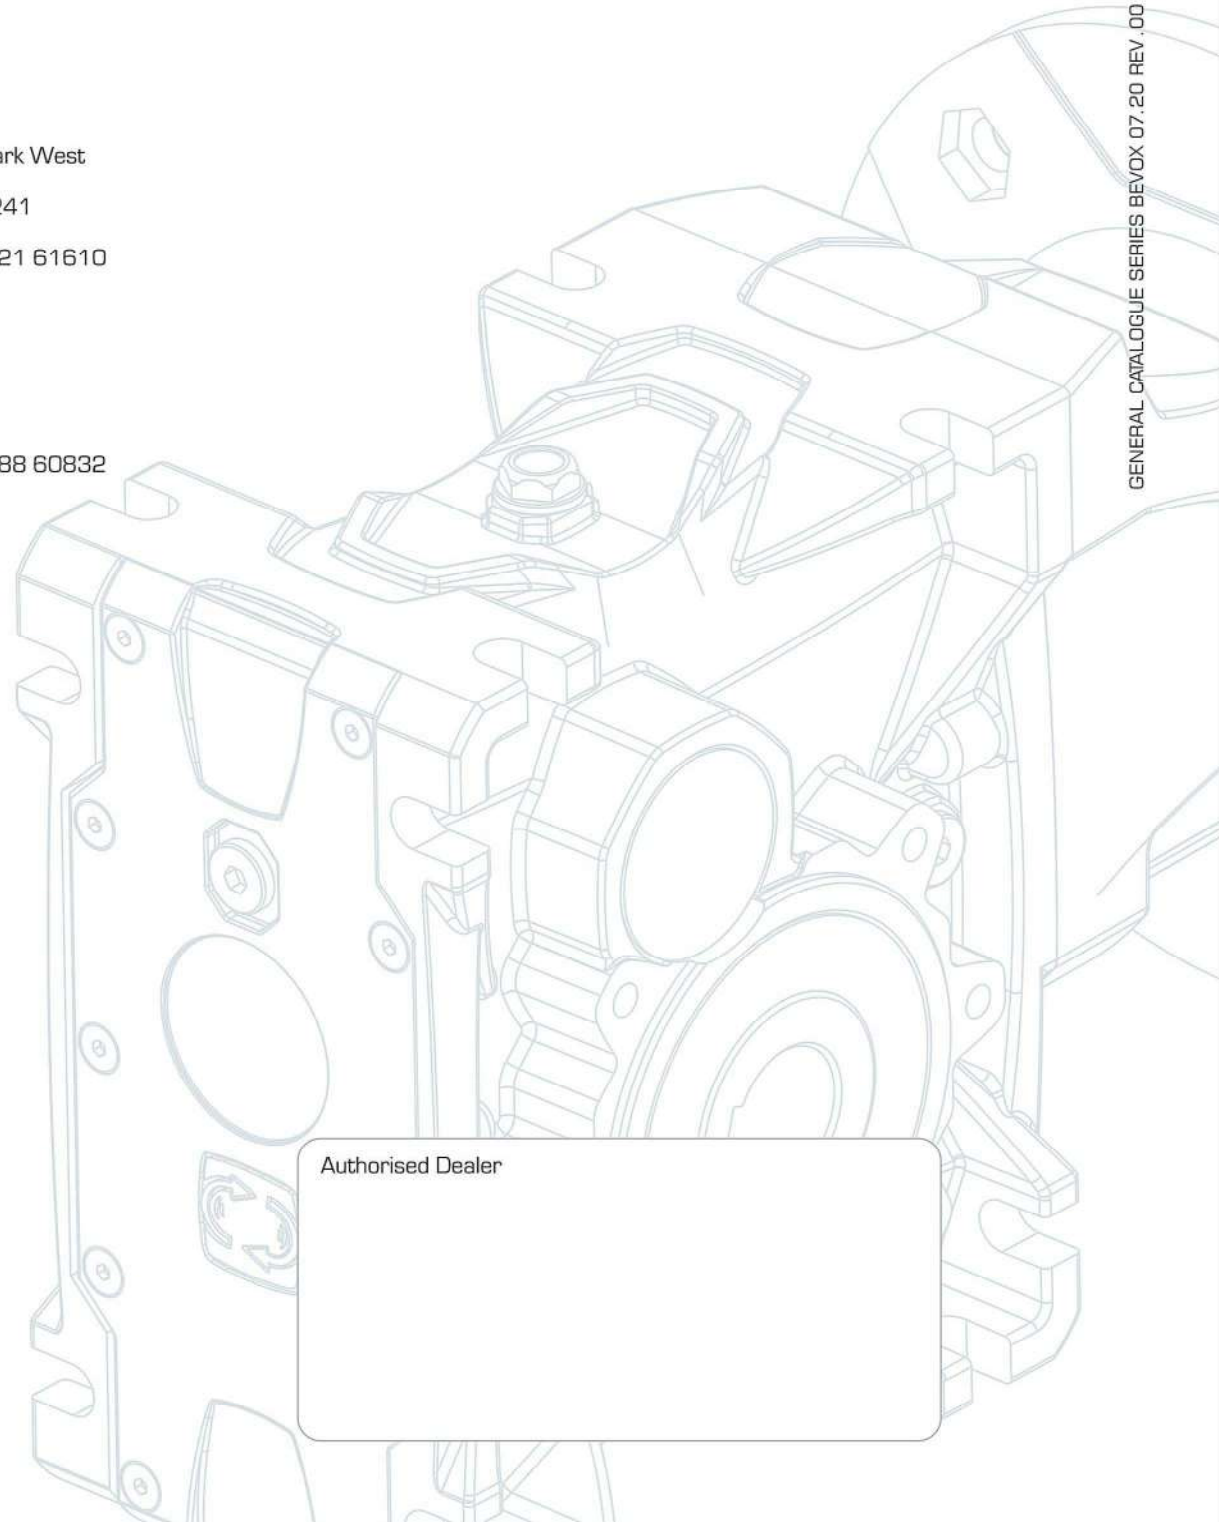 ark West
241
21 61610
88 60832
GENERAL CATALOGUE SERIES BEVOX 07.20 REV.00
Authorised Dealer